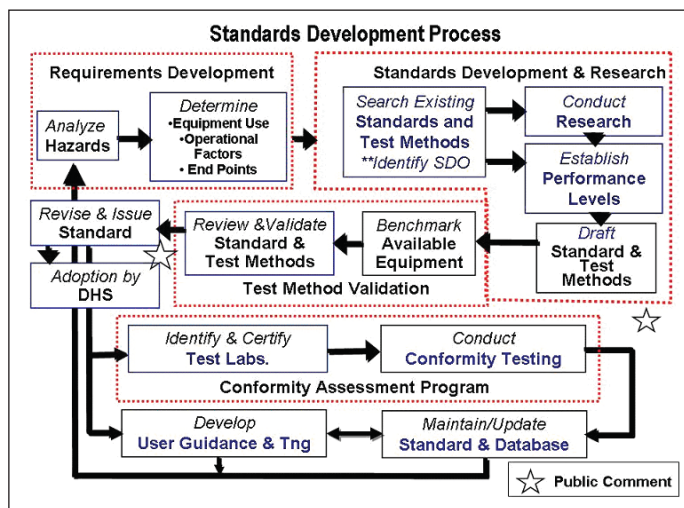 Standards Development Process
Requirements Development
Analyze
Hazards
Determine
•Equipment Use
•Operational
Factors
• End Points
Standards Development & Research
Search Existing
Standards and
Test Methods
**Identify SDO
Conduct
Research
Establish
Performance
Levels
Draft
Standard & Test
Methods
Revise & Issue
Standard
Adoption by
DHS
Review &Validate
Standard &
Test Methods
Benchmark
Available
Equipment
Test Method Validation
Identify & Certify
Test Labs.
Conduct
Conformity Testing
Conformity Assessment Program
Develop
User Guidance & Tng
Maintain/Update
Standard & Database
Public Comment